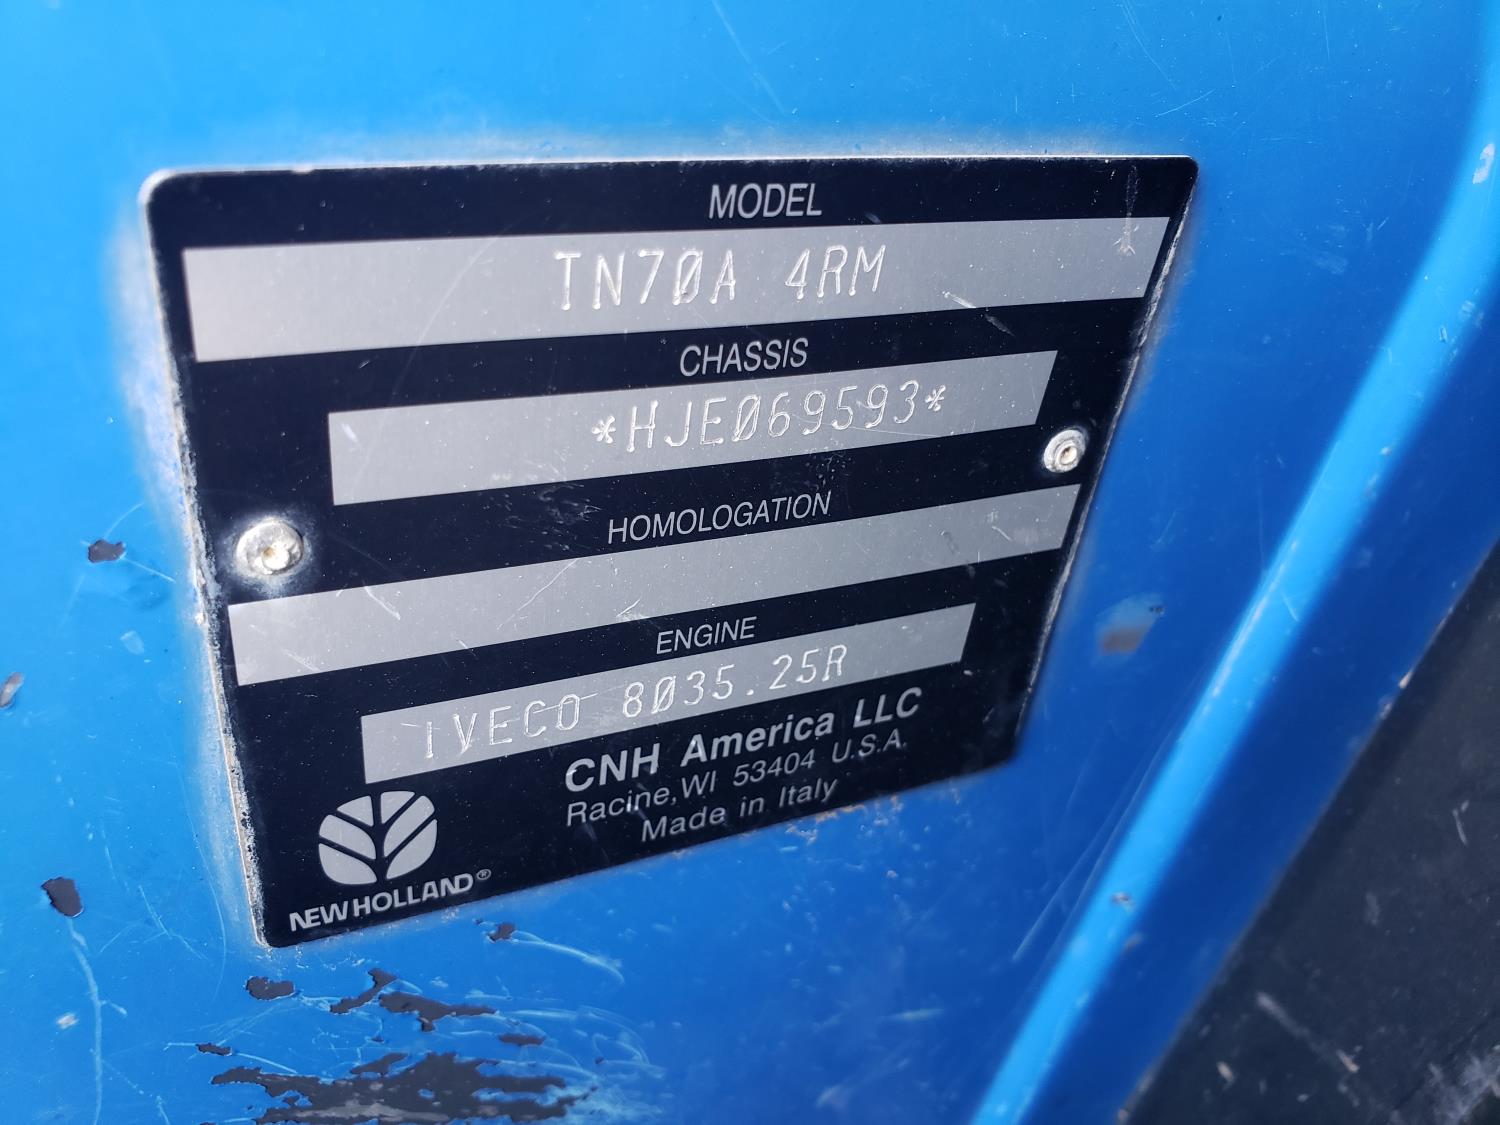 MODEL
TN70A 4RM
CHASSIS
*HJE069593*
HOMOLOGATION
ENGINE
IVECO 8035.25R
CNH America LLC
Racine, WI 53404 U.S.A.
Made in Italy
NEW HOLLAND®